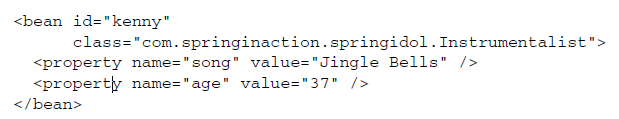 <bean id="kenny"
class="com.springinaction.springidol.Instrumentalist">
<property name="song" value="Jingle Bells" />
<property name="age" value="37" />
</bean>